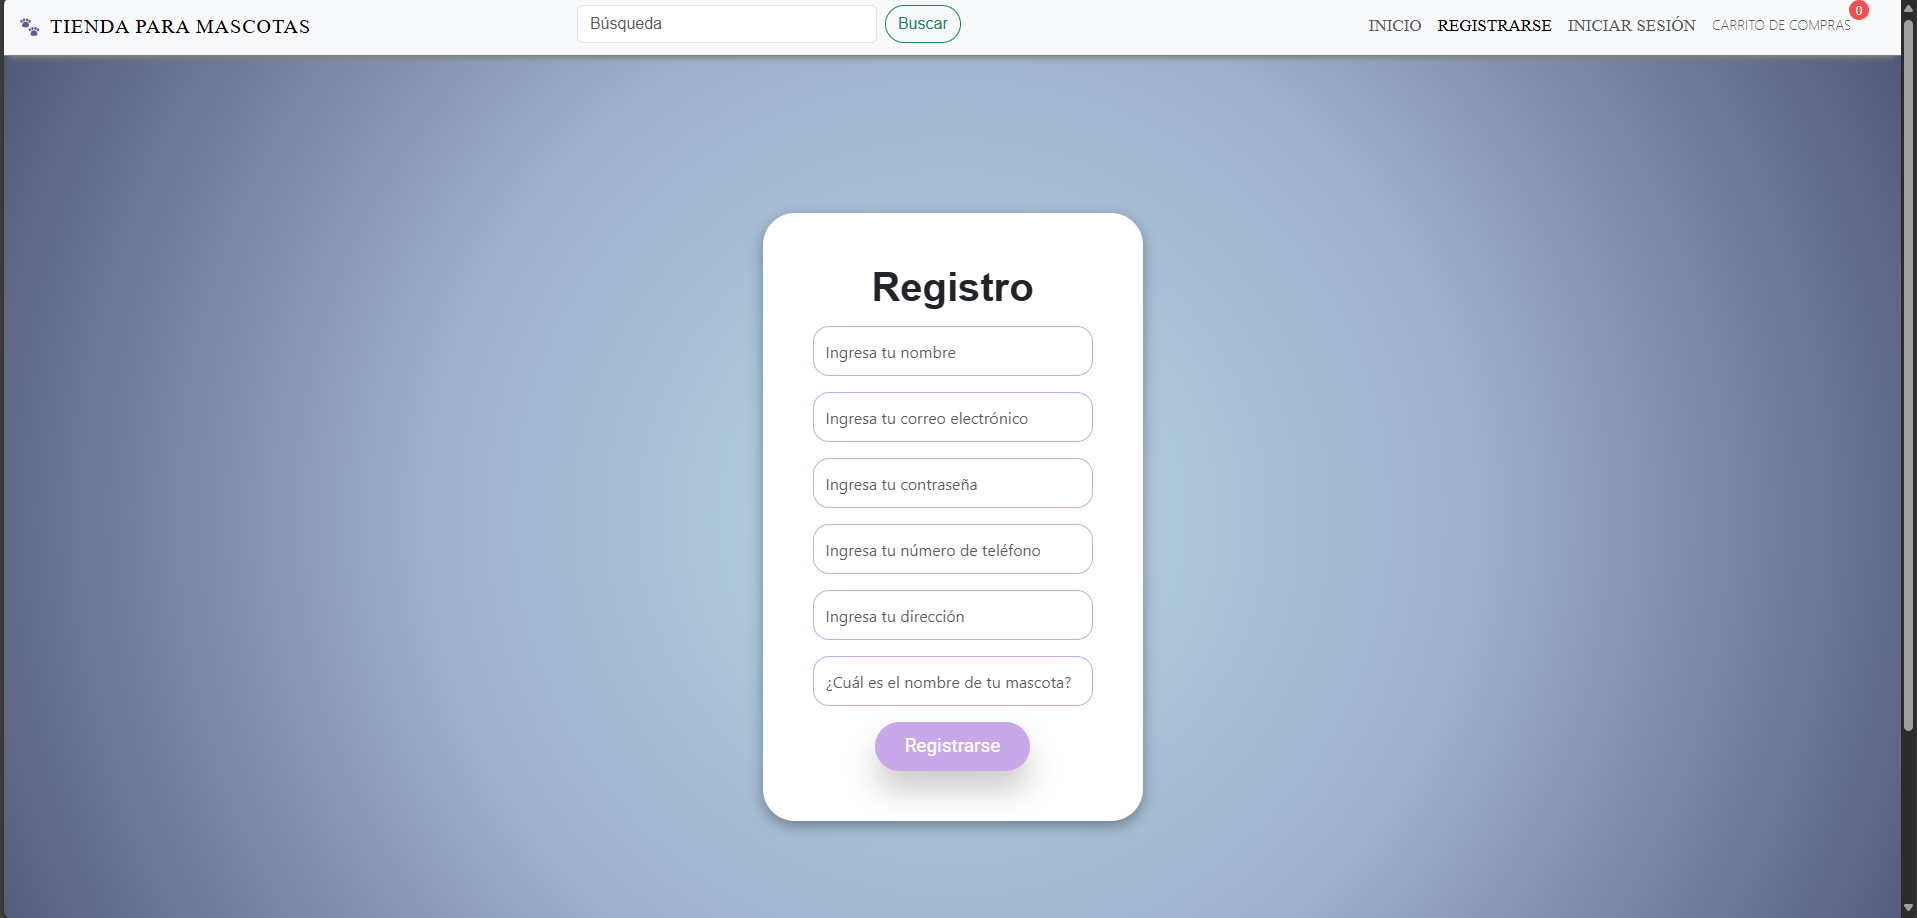 TIENDA PARA MASCOTAS
Búsqueda
Buscar
INICIO
REGISTRARSE
INICIAR SESIÓN
CARRITO DE COMPRAS
0
Registro
Ingresa tu nombre
Ingresa tu correo electrónico
Ingresa tu contraseña
Ingresa tu número de teléfono
Ingresa tu dirección
¿Cuál es el nombre de tu mascota?
Registrarse